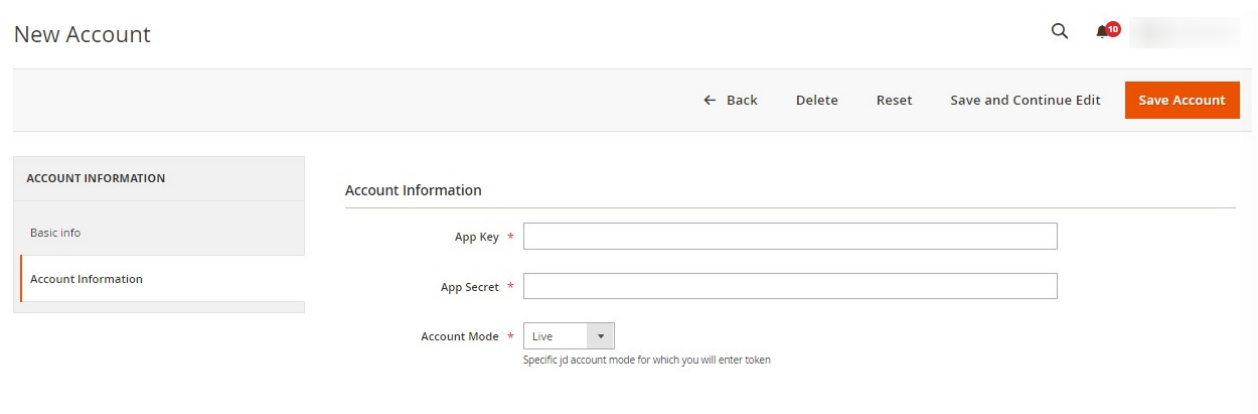 New Account
10
Back Delete Reset Save and Continue Edit Save Account
ACCOUNT INFORMATION
Basic info
Account Information
Account Information
App Key *
App Secret *
Account Mode * Live
Specific jd account mode for which you will enter token